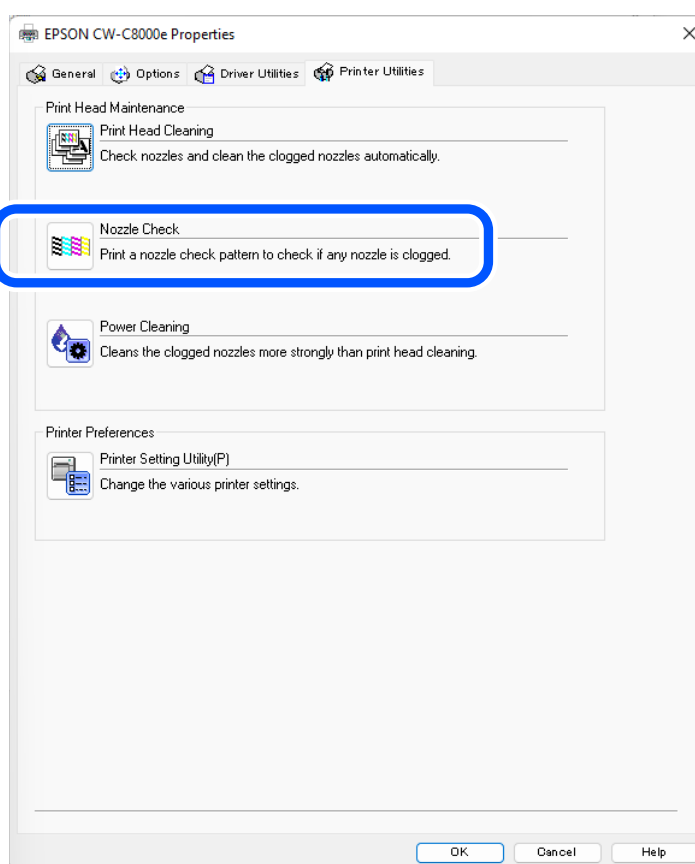 EPSON CW-C8000e Properties
General Options Driver Utilities Printer Utilities
Print Head Maintenance
Print Head Cleaning
Check nozzles and clean the clogged nozzles automatically.
Nozzle Check
Print a nozzle check pattern to check if any nozzle is clogged.
Power Cleaning
Cleans the clogged nozzles more strongly than print head cleaning.
Printer Preferences
Printer Setting Utility(P)
Change the various printer settings.
OK Cancel Help